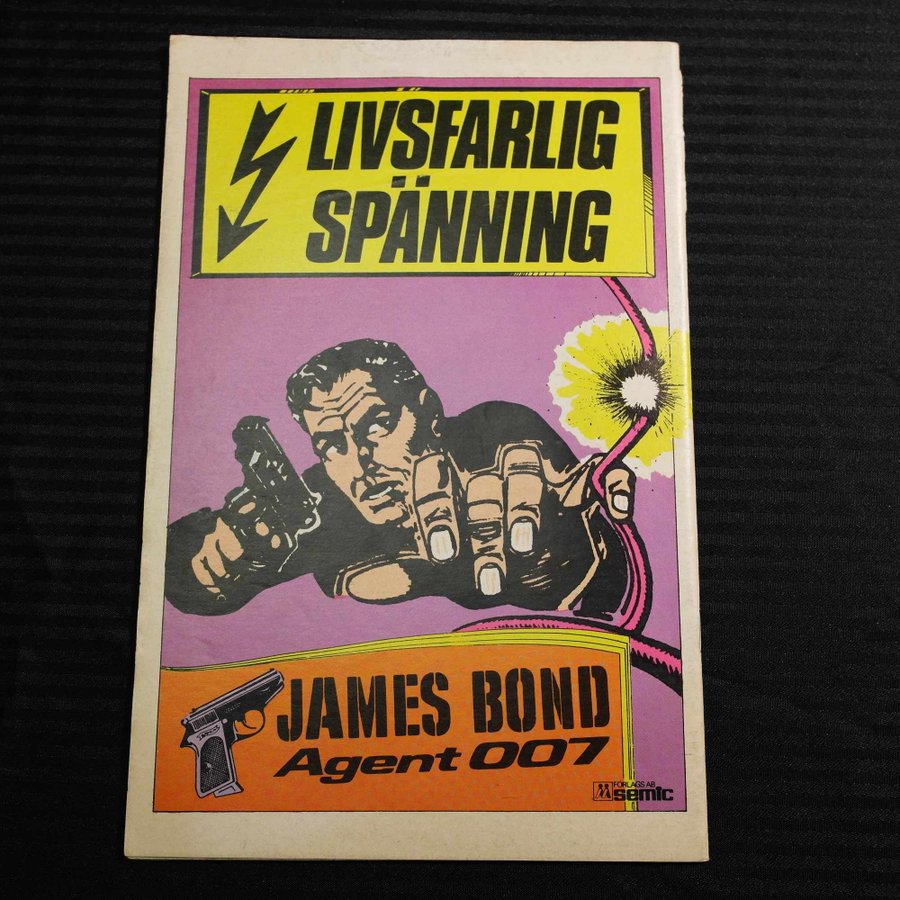 LIVSFARLIG
SPÄNNING
JAMES BOND
Agent 007
FÖRLAGS AB
semic